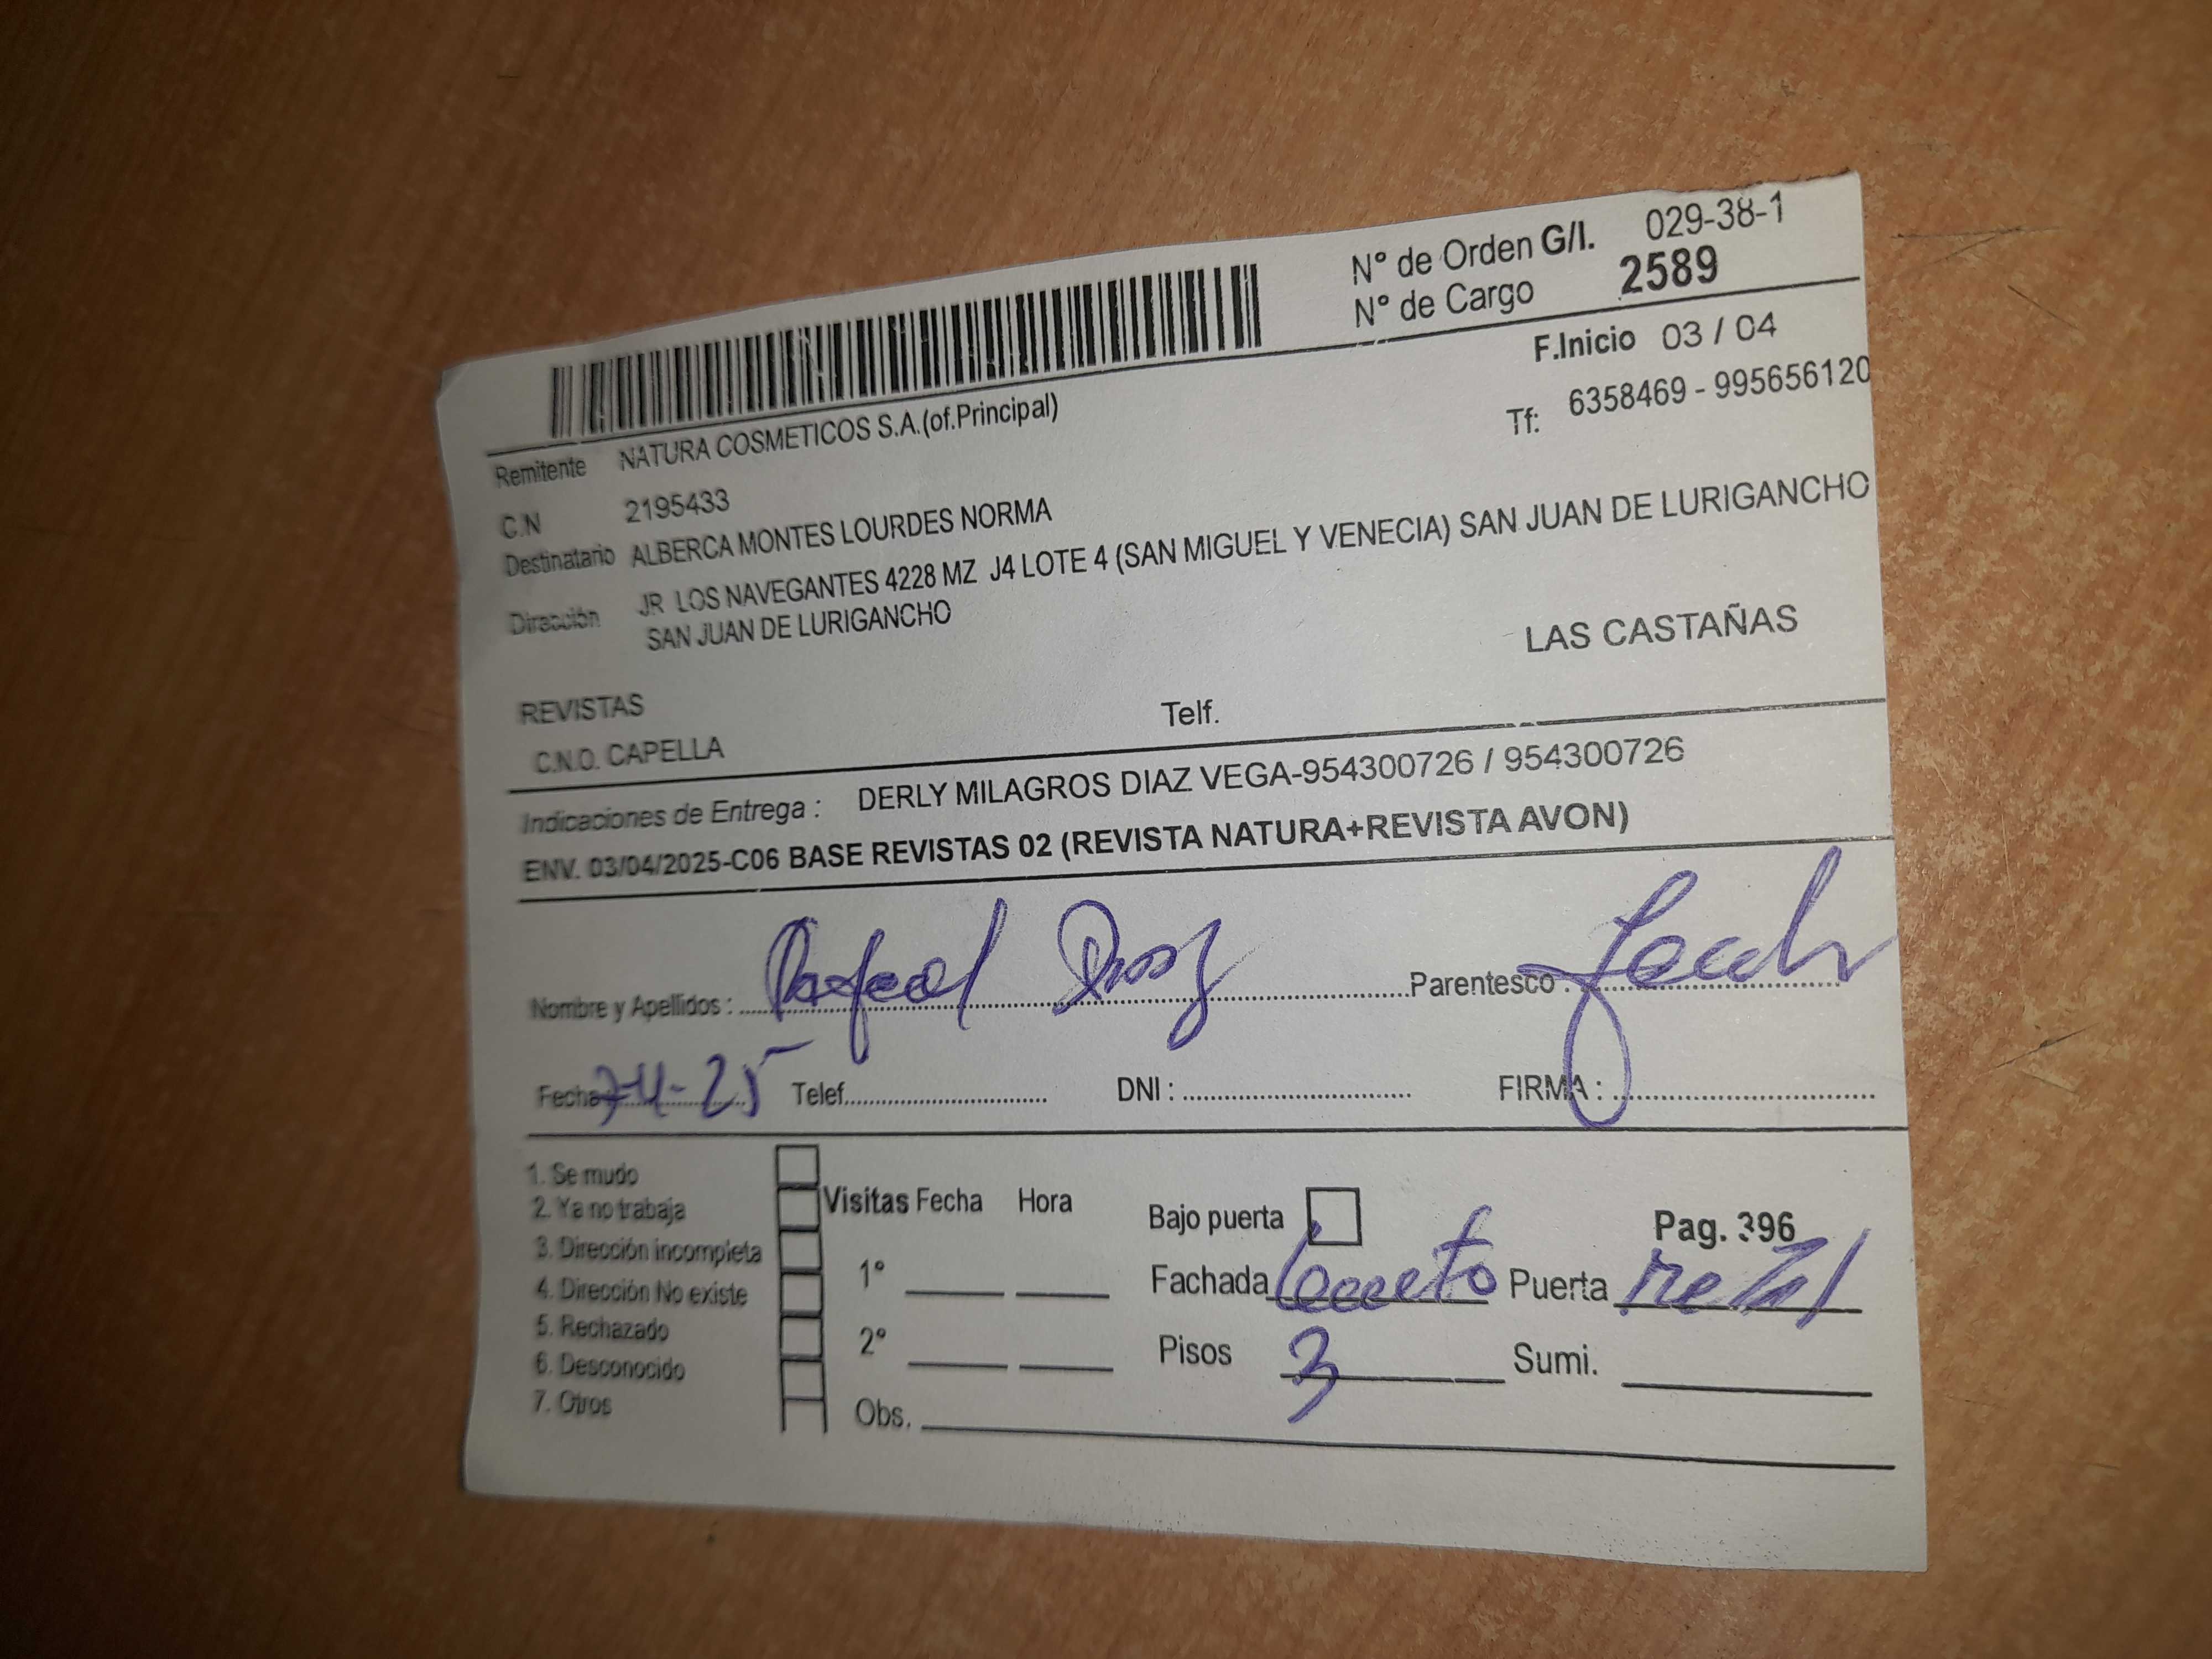 N° de Orden G/I. 029-38-1
N° de Cargo 2589
F.Inicio 03 / 04
Remitente NATURA COSMETICOS S.A.(of.Principal)
Tf: 6358469 - 995656120
C.N 2195433
Destinatario ALBERCA MONTES LOURDES NORMA
Dirección JR LOS NAVEGANTES 4228 MZ J4 LOTE 4 (SAN MIGUEL Y VENECIA) SAN JUAN DE LURIGANCHO
SAN JUAN DE LURIGANCHO
LAS CASTAÑAS
REVISTAS
C.N.O. CAPELLA Telf.
Indicaciones de Entrega : DERLY MILAGROS DIAZ VEGA-954300726 / 954300726
ENV. 03/04/2025-C06 BASE REVISTAS 02 (REVISTA NATURA+REVISTA AVON)
Nombre y Apellidos : Rafael Parentesco :
Fecha 7-4-25 Telef. DNI : FIRMA :
1. Se mudo
2. Ya no trabaja
3. Dirección incompleta
4. Dirección No existe
5. Rechazado
6. Desconocido
7. Otros
Visitas Fecha Hora
1°
2°
Obs.
Bajo puerta Pag. 396
Fachada Puerta metal
Pisos 3 Sumi.